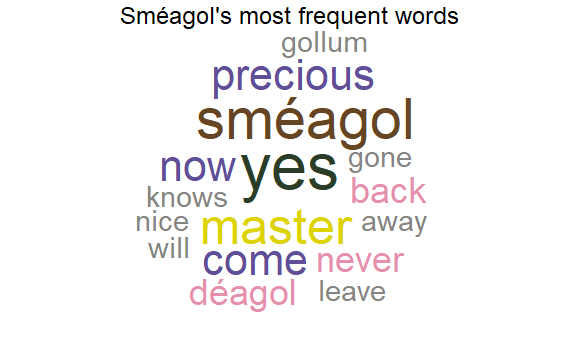 Sméagol's most frequent words
gollum
precious
sméagol
yes
now
gone
back
knows
nice
master
away
will
come
never
déagol
leave